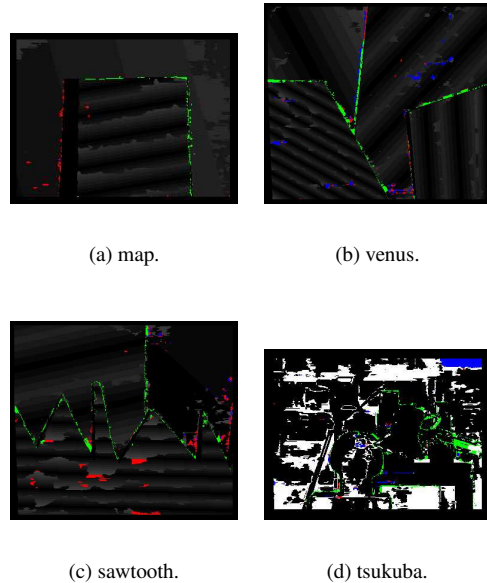 (a) map.
(b) venus.
(c) sawtooth.
(d) tsukuba.